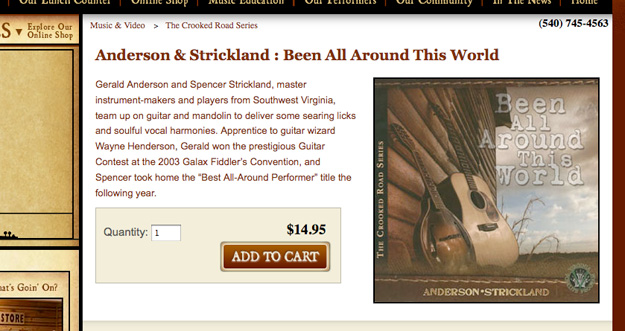 Our Lunch Counter | Online Shop | Music Education | Our Performers | Our Community | In The News | Home
Explore Our
Online Shop
Music & Video > The Crooked Road Series
(540) 745-4563
Anderson & Strickland : Been All Around This World
Gerald Anderson and Spencer Strickland, master
instrument-makers and players from Southwest Virginia,
team up on guitar and mandolin to deliver some searing licks
and soulful vocal harmonies. Apprentice to guitar wizard
Wayne Henderson, Gerald won the prestigious Guitar
Contest at the 2003 Galax Fiddler's Convention, and
Spencer took home the "Best All-Around Performer" title the
following year.
Quantity: 1
$14.95
ADD TO CART
Been
All
Around
This
World
THE CROOKED ROAD SERIES
ANDERSON•STRICKLAND
Goin' On?
STORE